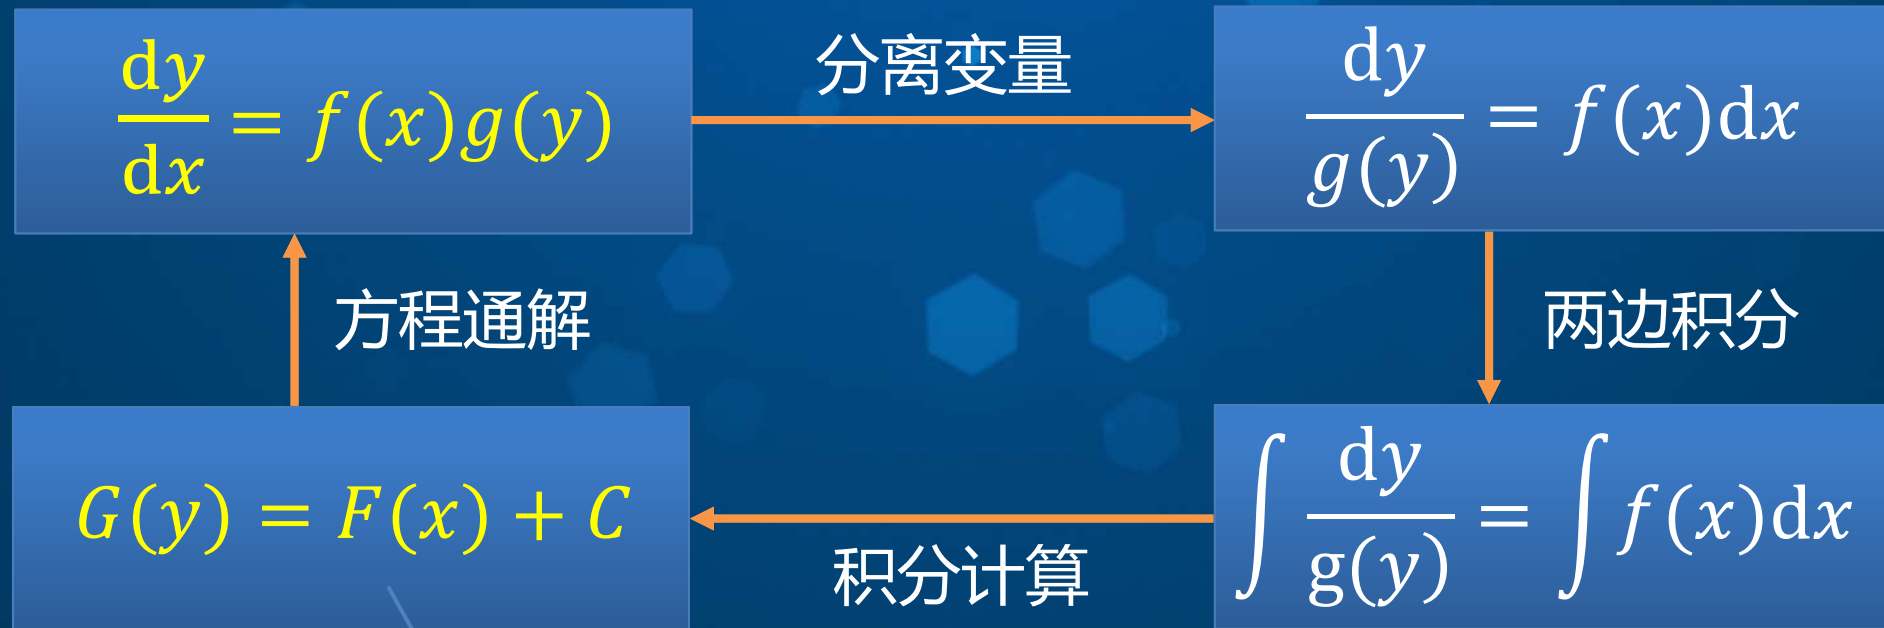 dy/dx = f(x)g(y)
分离变量
dy/g(y) = f(x)dx
方程通解
两边积分
G(y) = F(x) + C
积分计算
∫ dy/g(y) = ∫ f(x)dx